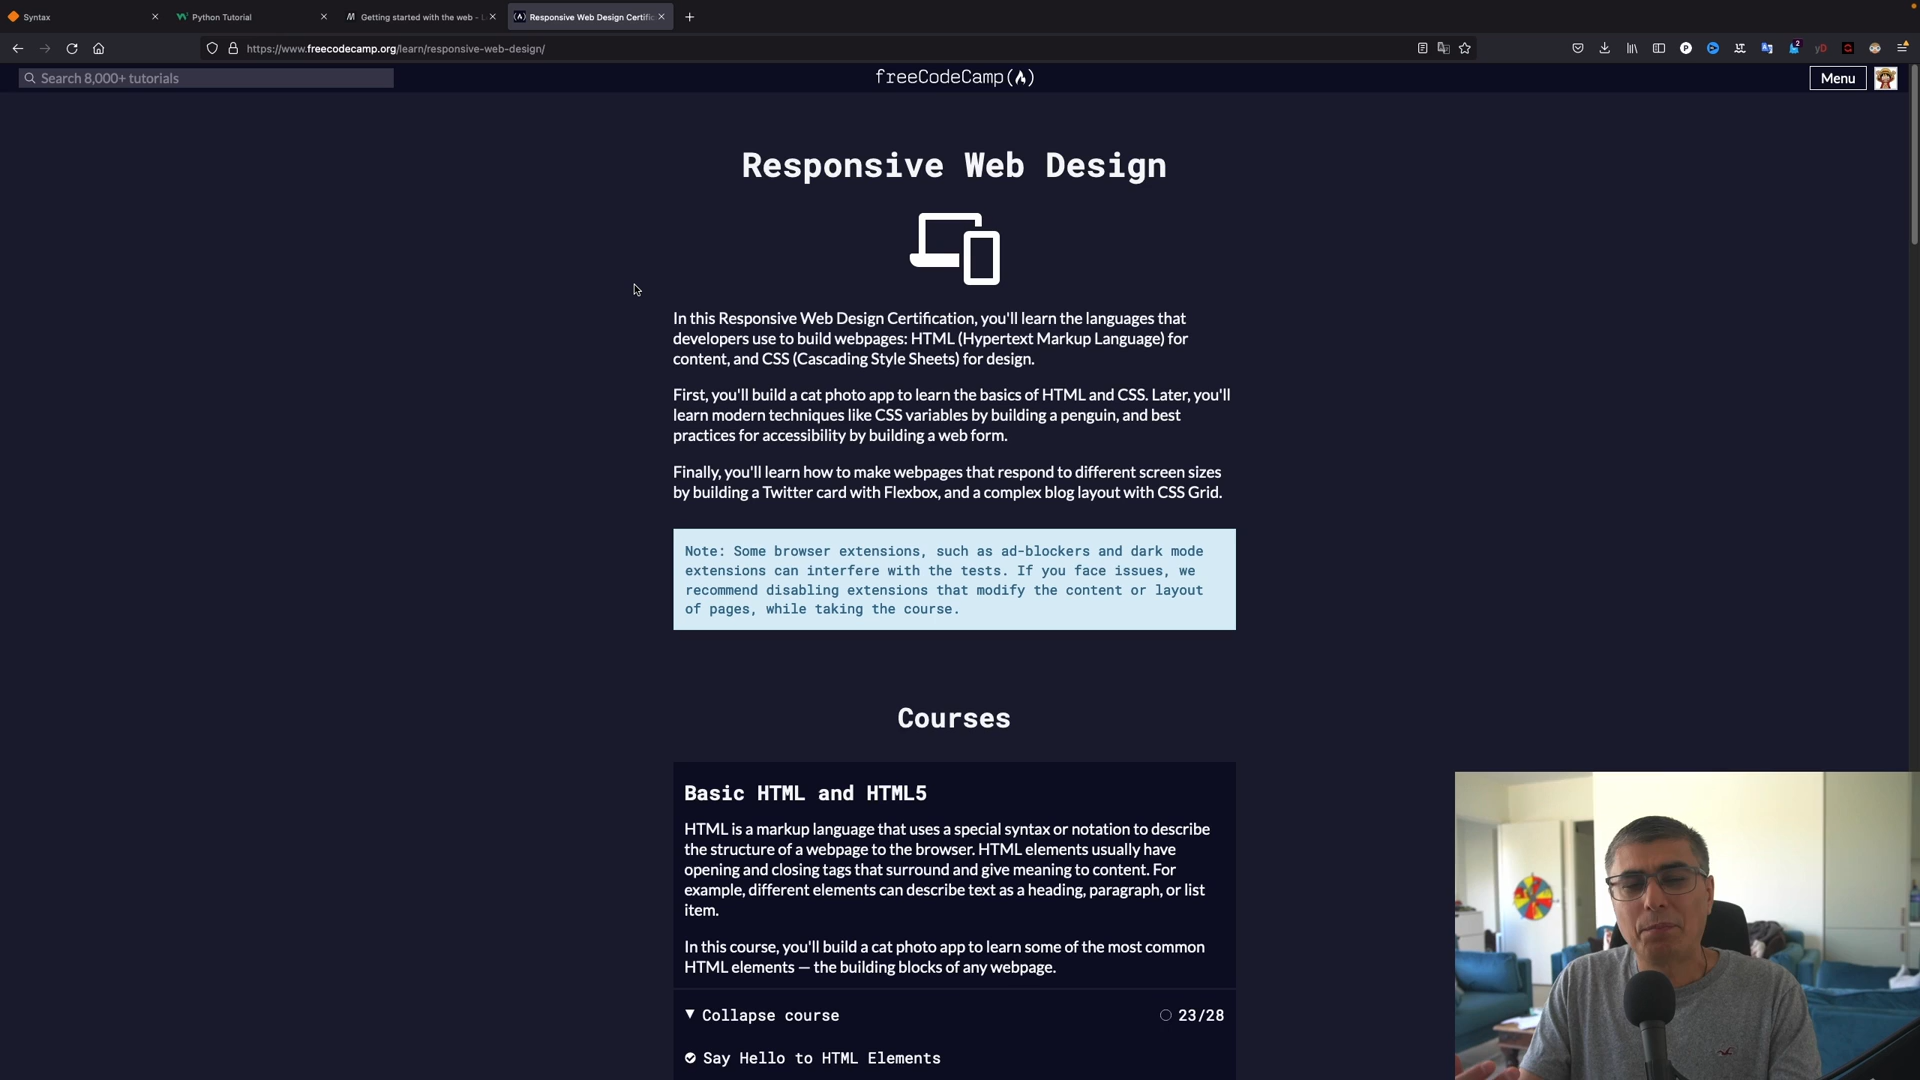 Syntax
Python Tutorial
Getting started with the web - L
Responsive Web Design Certific
https://www.freecodecamp.org/learn/responsive-web-design/
2
Search 8,000+ tutorials
freeCodeCamp
Menu
Responsive Web Design
In this Responsive Web Design Certification, you'll learn the languages that
developers use to build webpages: HTML (Hypertext Markup Language) for
content, and CSS (Cascading Style Sheets) for design.
First, you'll build a cat photo app to learn the basics of HTML and CSS. Later, you'll
learn modern techniques like CSS variables by building a penguin, and best
practices for accessibility by building a web form.
Finally, you'll learn how to make webpages that respond to different screen sizes
by building a Twitter card with Flexbox, and a complex blog layout with CSS Grid.
Note: Some browser extensions, such as ad-blockers and dark mode
extensions can interfere with the tests. If you face issues, we
recommend disabling extensions that modify the content or layout
of pages, while taking the course.
Courses
Basic HTML and HTML5
HTML is a markup language that uses a special syntax or notation to describe
the structure of a webpage to the browser. HTML elements usually have
opening and closing tags that surround and give meaning to content. For
example, different elements can describe text as a heading, paragraph, or list
item.
In this course, you'll build a cat photo app to learn some of the most common
HTML elements — the building blocks of any webpage.
Collapse course 23/28
Say Hello to HTML Elements